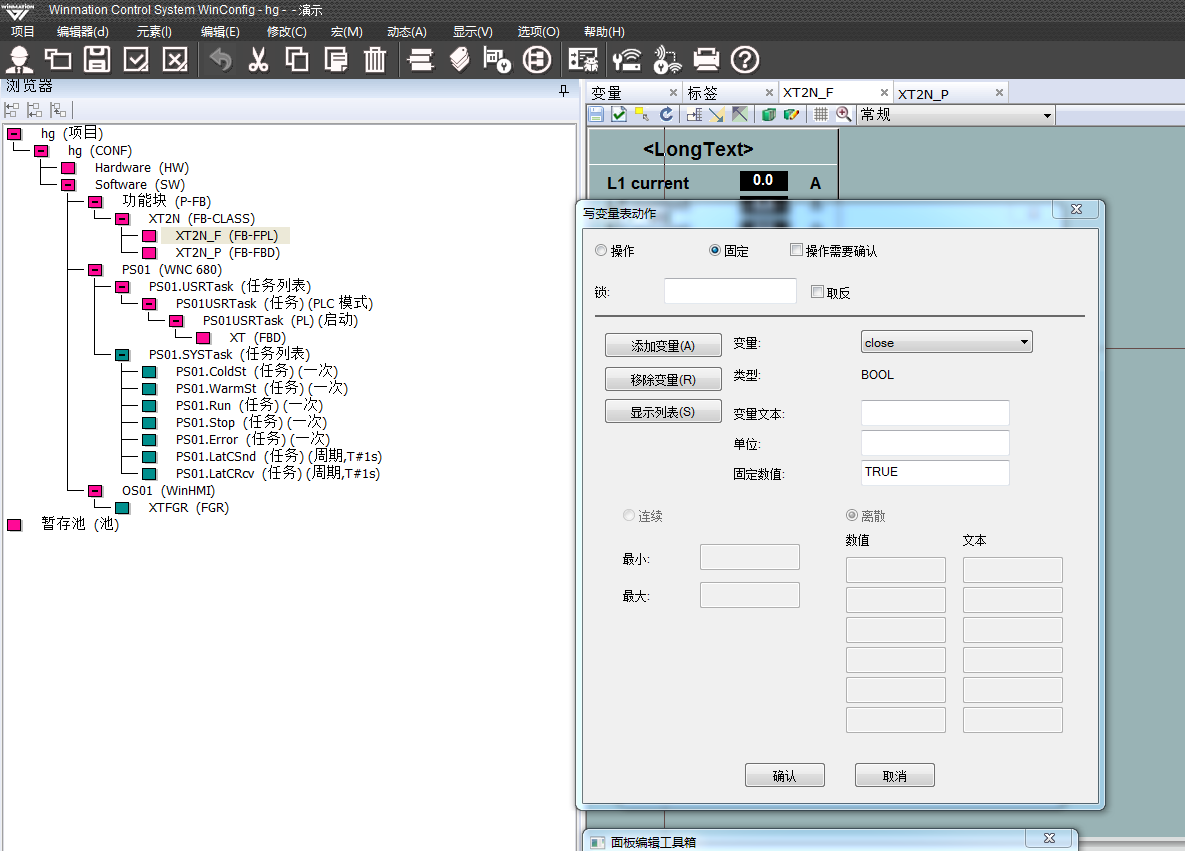 WINMATION
Winmation Control System WinConfig - hg - - 演示
项目 编辑器(d) 元素(l) 编辑(E) 修改(C) 宏(M) 动态(A) 显示(V) 选项(O) 帮助(H)
浏览器
变量 标签 XT2N_F XT2N_P
常规
hg (项目)
hg (CONF)
Hardware (HW)
Software (SW)
功能块 (P-FB)
XT2N (FB-CLASS)
XT2N_F (FB-FPL)
XT2N_P (FB-FBD)
PS01 (WNC 680)
PS01.USRTask (任务列表)
PS01USRTask (任务) (PLC 模式)
PS01USRTask (PL) (启动)
XT (FBD)
PS01.SYSTask (任务列表)
PS01.ColdSt (任务) (一次)
PS01.WarmSt (任务) (一次)
PS01.Run (任务) (一次)
PS01.Stop (任务) (一次)
PS01.Error (任务) (一次)
PS01.LatCSnd (任务) (周期,T#1s)
PS01.LatCRcv (任务) (周期,T#1s)
OS01 (WinHMI)
XTFGR (FGR)
暂存池 (池)
<LongText>
L1 current 0.0 A
写变量表动作
操作 固定 操作需要确认
锁: 取反
添加变量(A) 变量: close
移除变量(R) 类型: BOOL
显示列表(S) 变量文本:
单位:
固定数值: TRUE
连续 离散
数值 文本
最小:
最大:
确认 取消
面板编辑工具箱